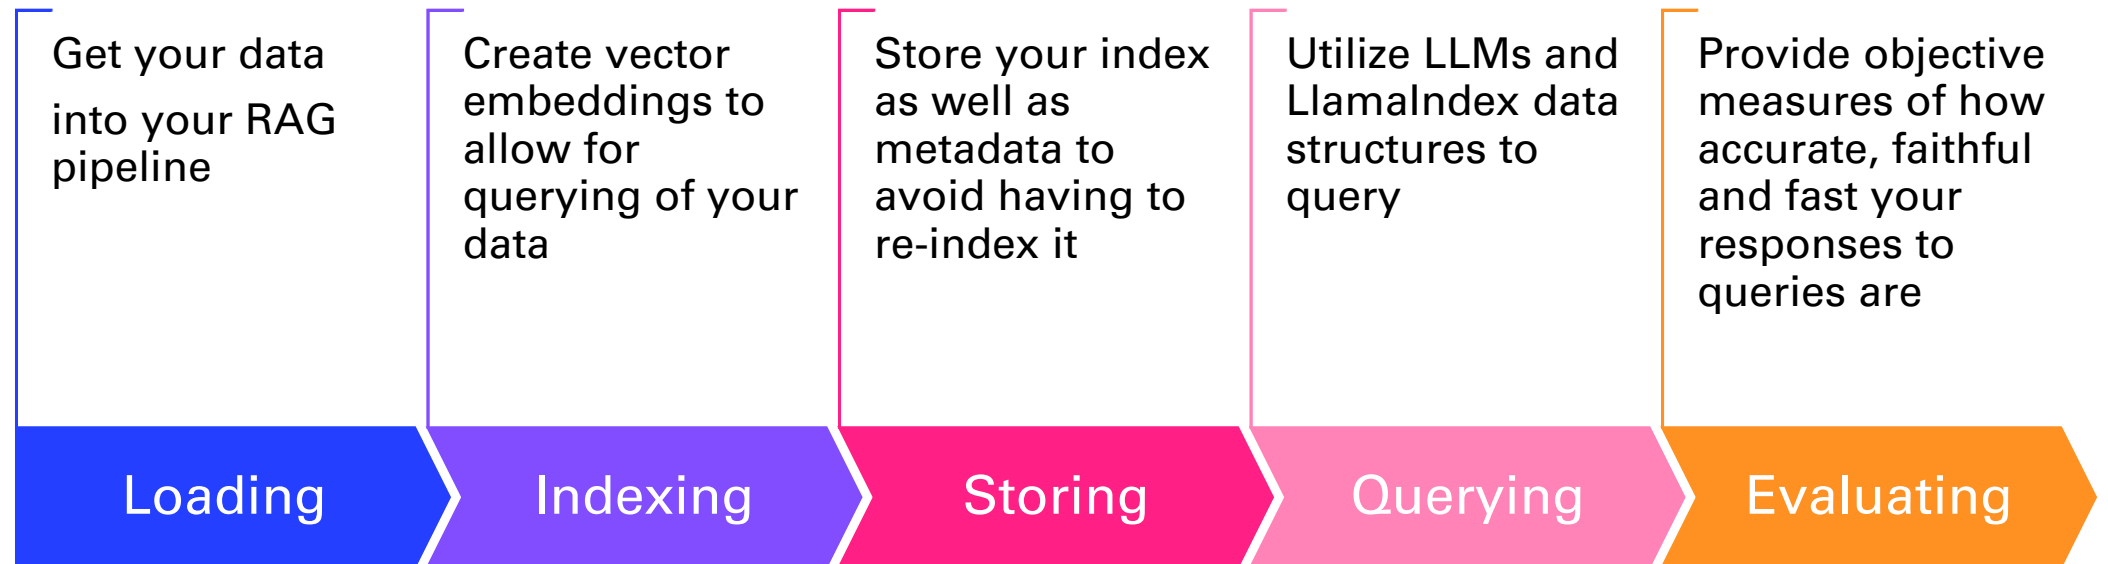 Get your data
into your RAG
pipeline
Loading
Create vector
embeddings to
allow for
querying of your
data
Indexing
Store your index
as well as
metadata to
avoid having to
re-index it
Storing
Utilize LLMs and
LlamaIndex data
structures to
query
Querying
Provide objective
measures of how
accurate, faithful
and fast your
responses to
queries are
Evaluating